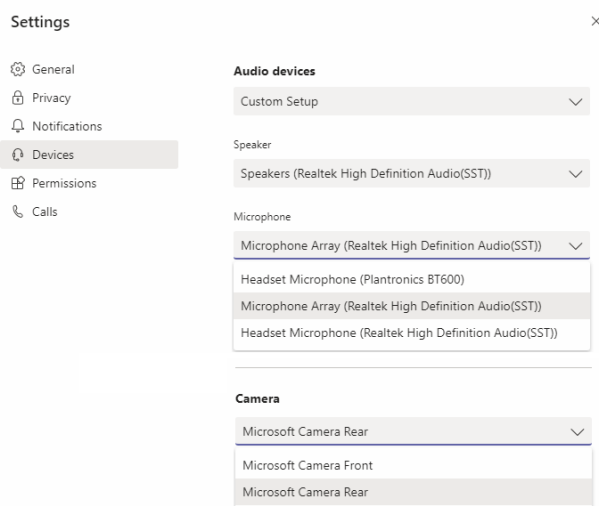 Settings
General
Privacy
Notifications
Devices
Permissions
Calls
Audio devices
Custom Setup
Speaker
Speakers (Realtek High Definition Audio(SST))
Microphone
Microphone Array (Realtek High Definition Audio(SST))
Headset Microphone (Plantronics BT600)
Microphone Array (Realtek High Definition Audio(SST))
Headset Microphone (Realtek High Definition Audio(SST))
Camera
Microsoft Camera Rear
Microsoft Camera Front
Microsoft Camera Rear